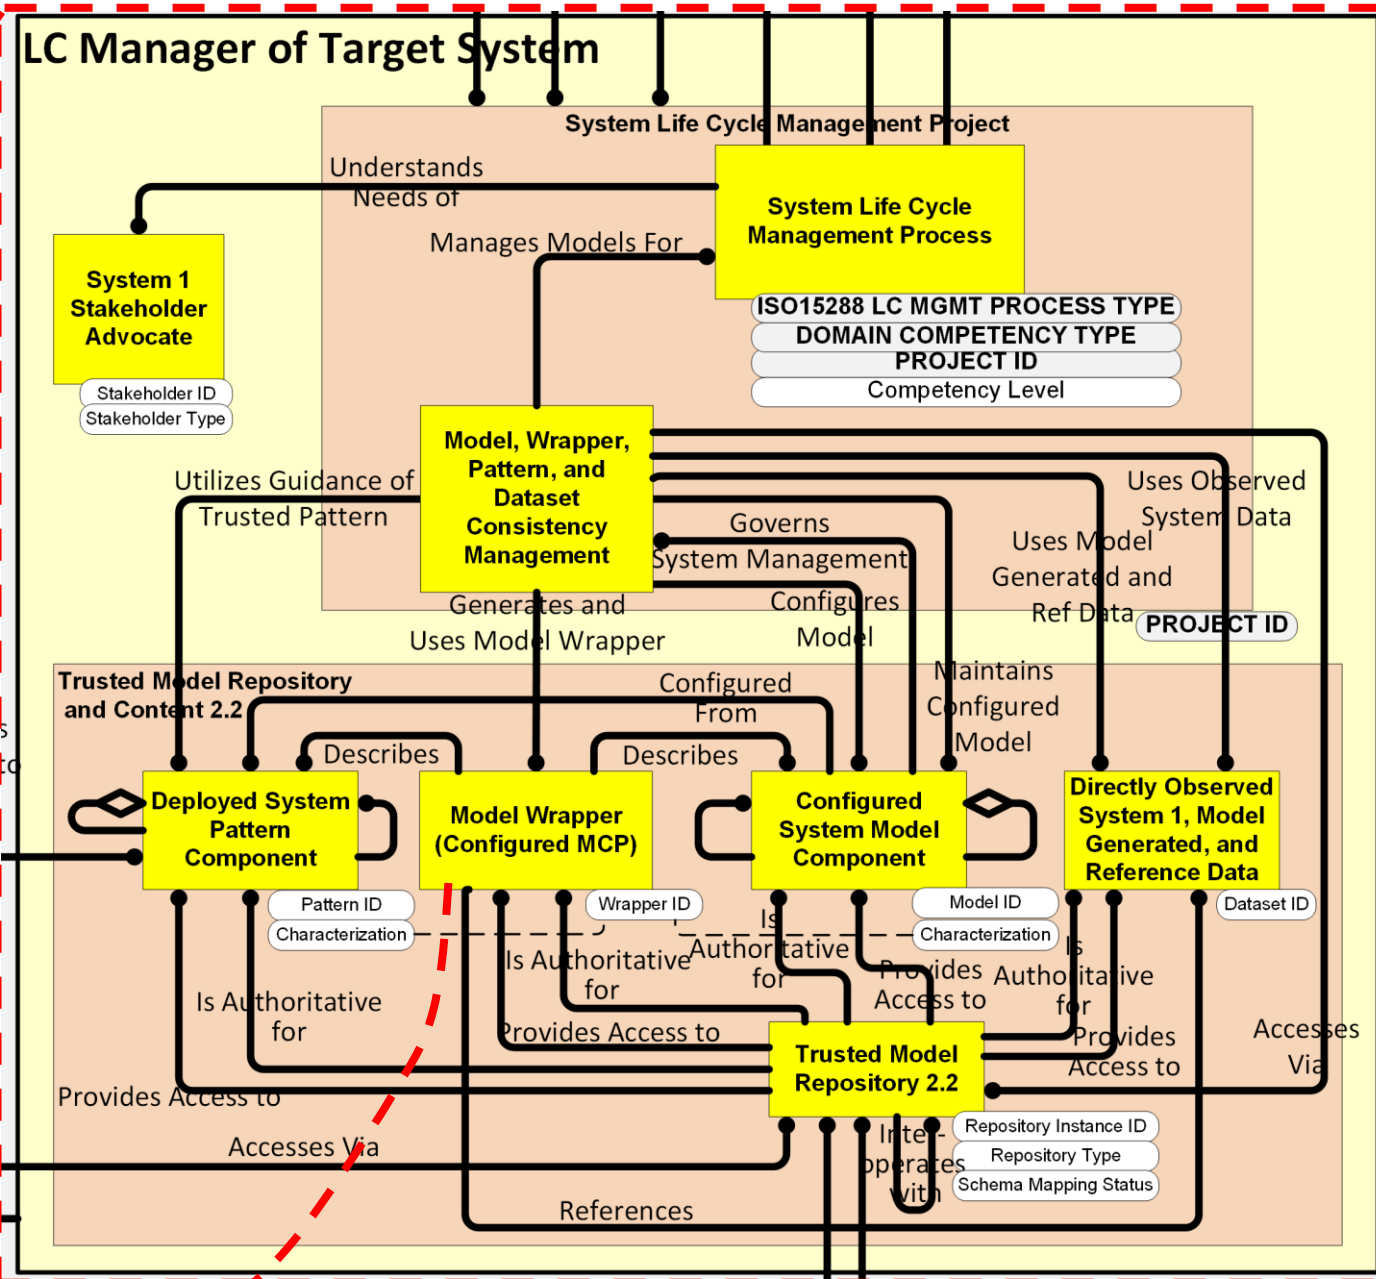 LC Manager of Target System
System Life Cycle Management Project
Understands
Needs of
System Life Cycle
Management Process
Manages Models For
System 1
Stakeholder
Advocate
ISO15288 LC MGMT PROCESS TYPE
DOMAIN COMPETENCY TYPE
PROJECT ID
Competency Level
Stakeholder ID
Stakeholder Type
Model, Wrapper,
Pattern, and
Dataset
Consistency
Management
Utilizes Guidance of
Trusted Pattern
Uses Observed
System Data
Governs
System Management
Uses Model
Generated and
Ref Data
Generates and
Uses Model Wrapper
Configures
Model
PROJECT ID
Trusted Model Repository
and Content 2.2
Configured
From
Maintains
Configured
Model
s
to
Describes
Describes
Deployed System
Pattern
Component
Model Wrapper
(Configured MCP)
Configured
System Model
Component
Directly Observed
System 1, Model
Generated, and
Reference Data
Pattern ID
Characterization
Wrapper ID
Model ID
Characterization
Dataset ID
Is Authoritative
for
Is Authoritative
for
Is
Authoritative
for
Provides
Access to
Is
Authoritative
for
Provides Access to
Provides
Access to
Accesses
Via
Trusted Model
Repository 2.2
Provides Access to
Accesses Via
Inter-
operates
with
Repository Instance ID
Repository Type
Schema Mapping Status
References